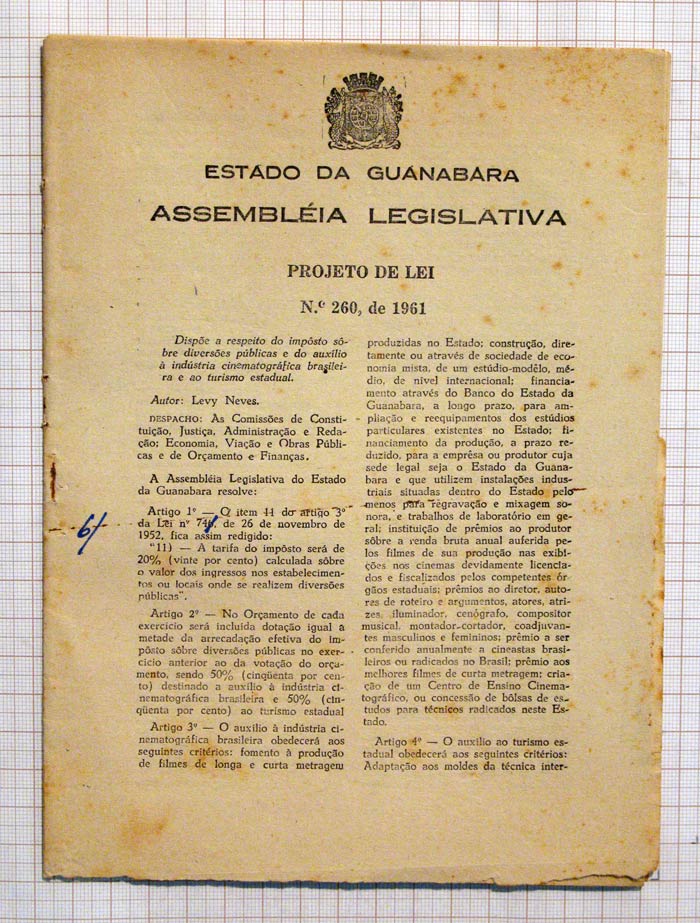 ESTADO DA GUANABARA
ASSEMBLÉIA LEGISLATIVA
PROJETO DE LEI
N.º 260, de 1961
Dispõe a respeito do impôsto sô-
bre diversões públicas e do auxílio
à indústria cinematográfica brasilei-
ra e ao turismo estadual.
Autor: Levy Neves.
DESPACHO: As Comissões de Consti-
tuição, Justiça, Administração e Reda-
ção; Economia, Viação e Obras Públi-
cas e de Orçamento e Finanças.
A Assembléia Legislativa do Estado
da Guanabara resolve:
Artigo 1º — O item 11 do artigo 3º
da Lei nº 746, de 26 de novembro de
6/
1952, fica assim redigido:
"11) — A tarifa do impôsto será de
20% (vinte por cento) calculada sôbre
o valor dos ingressos nos estabelecimen-
tos ou locais onde se realizem diversões
públicas".
Artigo 2º — No Orçamento de cada
exercício será incluída dotação igual à
metade da arrecadação efetiva do im-
pôsto sôbre diversões públicas no exer-
cício anterior ao da votação do orça-
mento, sendo 50% (cinqüenta por cen-
to) destinado a auxílio à indústria ci-
nematográfica brasileira e 50% (cin-
qüenta por cento) ao turismo estadual
Artigo 3º — O auxílio à indústria ci-
nematográfica brasileira obedecerá aos
seguintes critérios: fomento à produção
de filmes de longa e curta metragem
produzidas no Estado; construção, dire-
tamente ou através de sociedade de eco-
nomia mista, de um estúdio-modêlo, mé-
dio, de nível internacional; financia-
mento através do Banco do Estado da
Guanabara, a longo prazo, para am-
pliação e reequipamentos dos estúdios
particulares existentes no Estado; fi-
nanciamento da produção, a prazo re-
duzido, para a emprêsa ou produtor cuja
sede legal seja o Estado da Guana-
bara e que utilizem instalações indus-
triais situadas dentro do Estado pelo
menos para regravação e mixagem so-
nora, e trabalhos de laboratório em ge-
ral; instituição de prêmios ao produtor
sôbre a renda bruta anual auferida pe-
los filmes de sua produção nas exibi-
ções nos cinemas devidamente licencia-
dos e fiscalizados pelos competentes ór-
gãos estaduais; prêmios ao diretor, auto-
res de roteiro e argumentos, atores, atri-
zes, iluminador, cenógrafo, compositor
musical, montador-cortador, coadjuvan-
tes masculinos e femininos; prêmio a ser
conferido anualmente a cineastas brasi-
leiros ou radicados no Brasil; prêmio aos
melhores filmes de curta metragem; cria-
ção de um Centro de Ensino Cinema-
tográfico, ou concessão de bôlsas de es-
tudos para técnicos radicados neste Es-
tado.
Artigo 4º — O auxílio ao turismo es-
tadual obedecerá aos seguintes critérios:
Adaptação aos moldes da técnica inter-